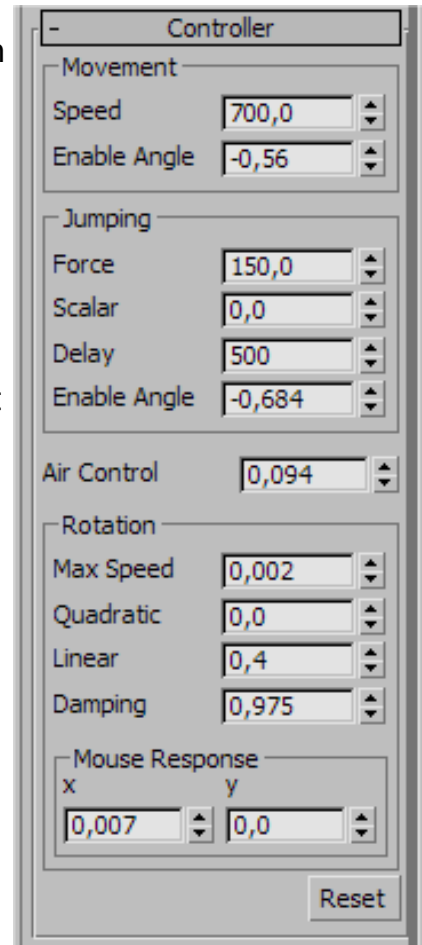 - Controller
Movement
Speed 700,0
Enable Angle -0,56
Jumping
Force 150,0
Scalar 0,0
Delay 500
Enable Angle -0,684
Air Control 0,094
Rotation
Max Speed 0,002
Quadratic 0,0
Linear 0,4
Damping 0,975
Mouse Response
x y
0,007 0,0
Reset